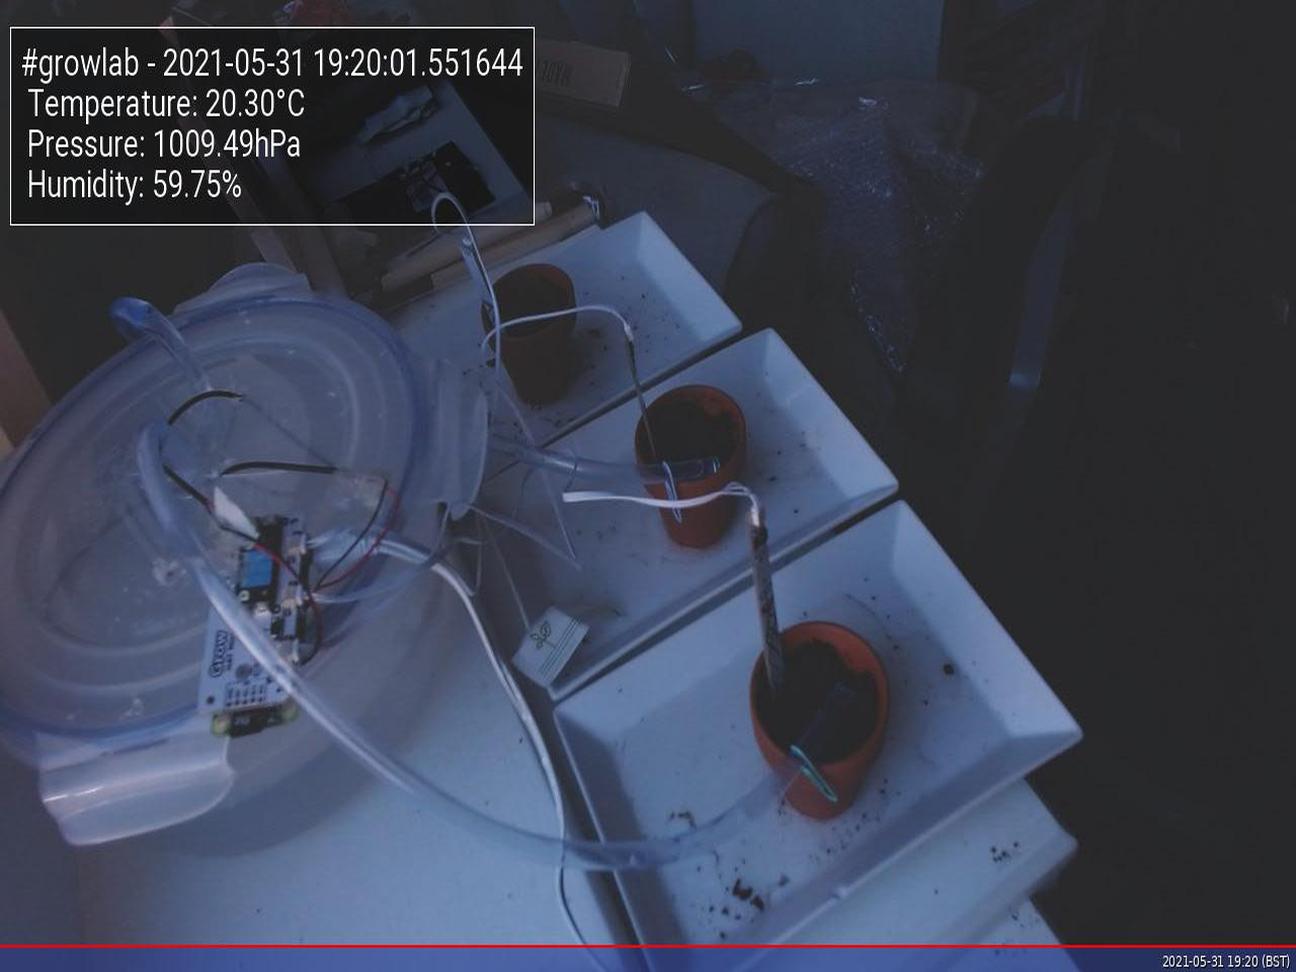 #growlab - 2021-05-31 19:20:01.551644
Temperature: 20.30°C
Pressure: 1009.49hPa
Humidity: 59.75%
Grow
2021-05-31 19:20 (BST)